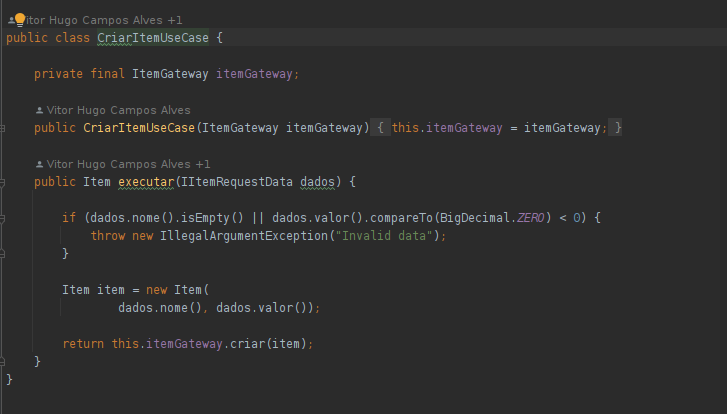 Vitor Hugo Campos Alves +1
public class CriarItemUseCase {
private final ItemGateway itemGateway;
Vitor Hugo Campos Alves
public CriarItemUseCase(ItemGateway itemGateway) { this.itemGateway = itemGateway; }
Vitor Hugo Campos Alves +1
public Item executar(IItemRequestData dados) {
if (dados.nome().isEmpty() || dados.valor().compareTo(BigDecimal.ZERO) < 0) {
throw new IllegalArgumentException("Invalid data");
}
Item item = new Item(
dados.nome(), dados.valor());
return this.itemGateway.criar(item);
}
}